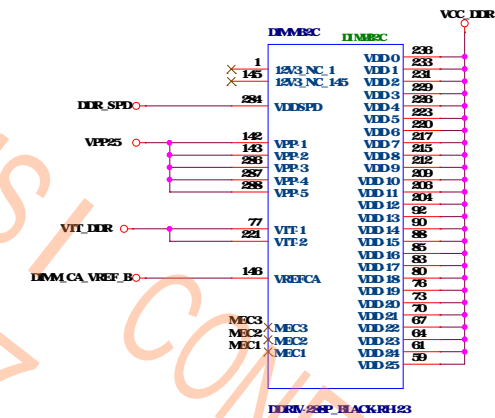 VCC_DDR
DIMMB2C
DIMMB2C
1 12V3_NC_1
145 12V3_NC_145
DDR_SPD 284 VDDSPD
VPP25 142 VPP-1
143 VPP-2
286 VPP-3
287 VPP-4
288 VPP-5
VTT_DDR 77 VTT-1
221 VTT-2
DIMM_CA_VREF_B 146 VREFCA
MEC3 MEC3
MEC2 MEC2
MEC1 MEC1
VDD-0 236
VDD-1 233
VDD-2 231
VDD-3 229
VDD-4 226
VDD-5 223
VDD-6 220
VDD-7 217
VDD-8 215
VDD-9 212
VDD-10 209
VDD-11 206
VDD-12 204
VDD-13 92
VDD-14 90
VDD-15 88
VDD-16 85
VDD-17 83
VDD-18 80
VDD-19 76
VDD-20 73
VDD-21 70
VDD-22 67
VDD-23 64
VDD-24 61
VDD-25 59
DDRIV-288P_BLACK-RH-123